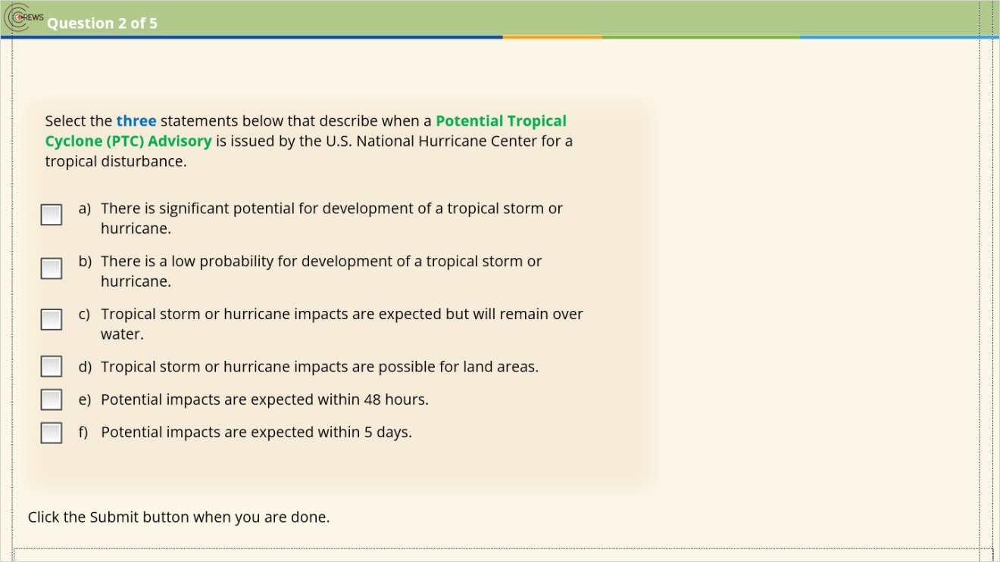 CREWS
Question 2 of 5
Select the three statements below that describe when a Potential Tropical
Cyclone (PTC) Advisory is issued by the U.S. National Hurricane Center for a
tropical disturbance.
a) There is significant potential for development of a tropical storm or
hurricane.
b) There is a low probability for development of a tropical storm or
hurricane.
c) Tropical storm or hurricane impacts are expected but will remain over
water.
d) Tropical storm or hurricane impacts are possible for land areas.
e) Potential impacts are expected within 48 hours.
f) Potential impacts are expected within 5 days.
Click the Submit button when you are done.